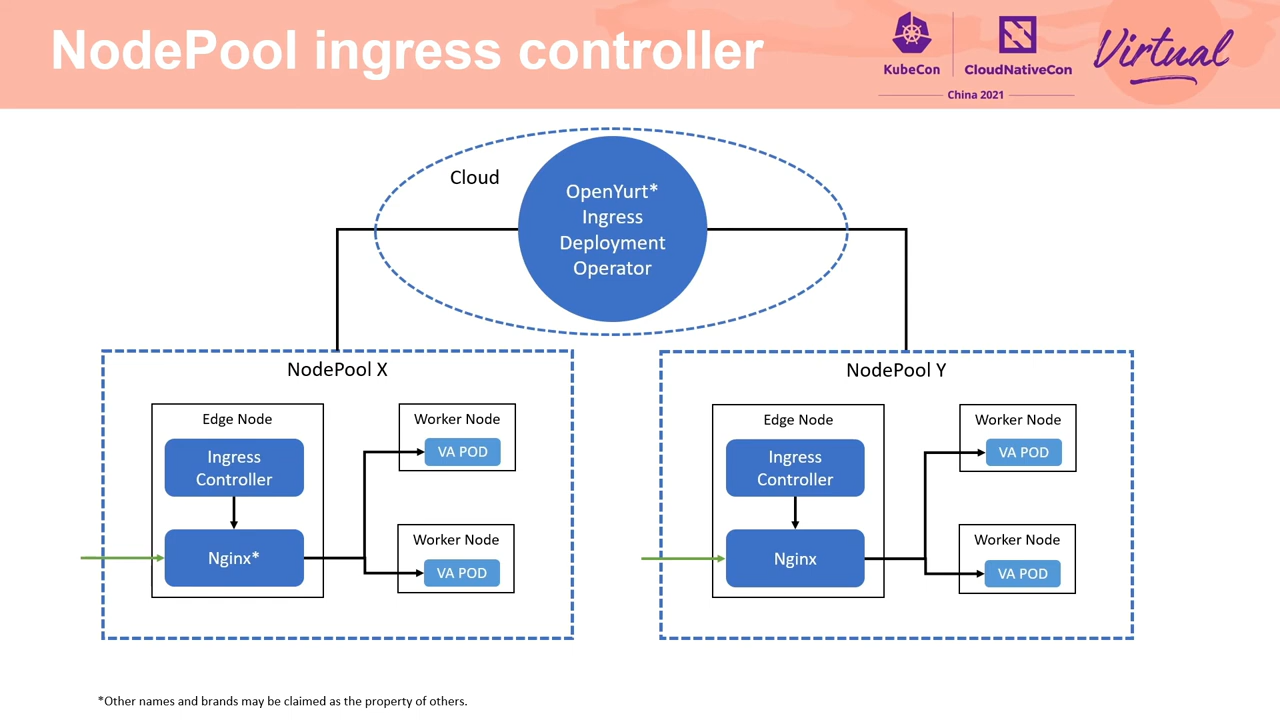 NodePool ingress controller
KubeCon
CloudNativeCon
China 2021
Virtual
Cloud
OpenYurt*
Ingress
Deployment
Operator
NodePool X
Edge Node
Ingress
Controller
Nginx*
Worker Node
VA POD
Worker Node
VA POD
NodePool Y
Edge Node
Ingress
Controller
Nginx
Worker Node
VA POD
Worker Node
VA POD
*Other names and brands may be claimed as the property of others.